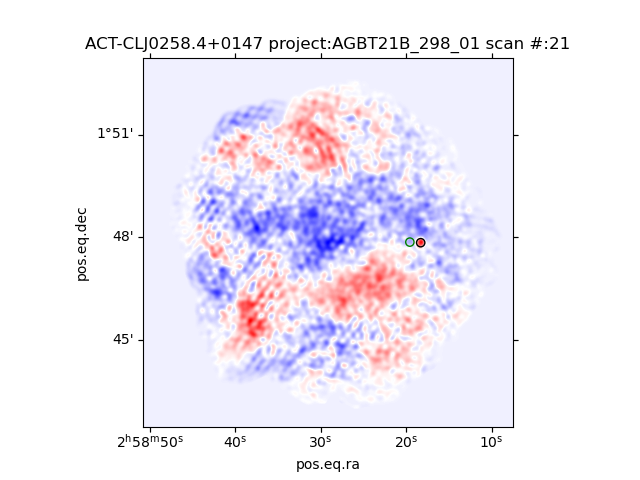 ACT-CLJ0258.4+0147 project:AGBT21B_298_01 scan #:21
1°51'
48'
45'
pos.eq.dec
2ʰ58ᵐ50ˢ 40ˢ 30ˢ 20ˢ 10ˢ
pos.eq.ra